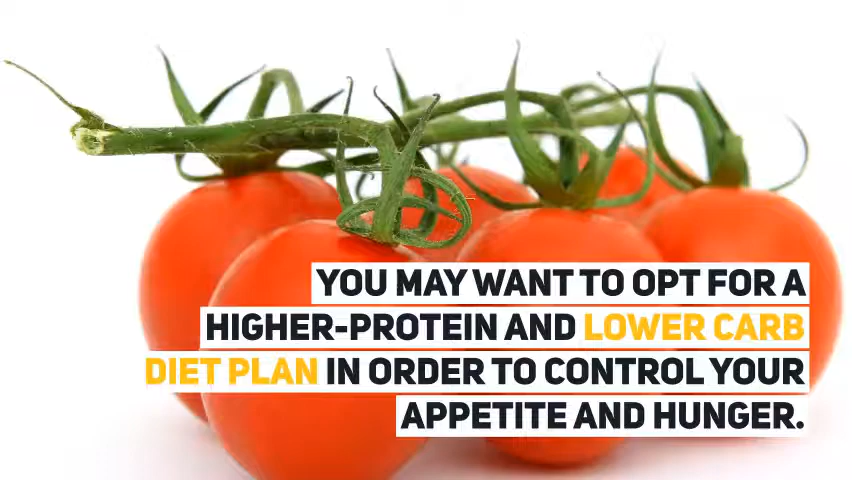 YOU MAY WANT TO OPT FOR A
HIGHER-PROTEIN AND LOWER CARB
DIET PLAN IN ORDER TO CONTROL YOUR
APPETITE AND HUNGER.